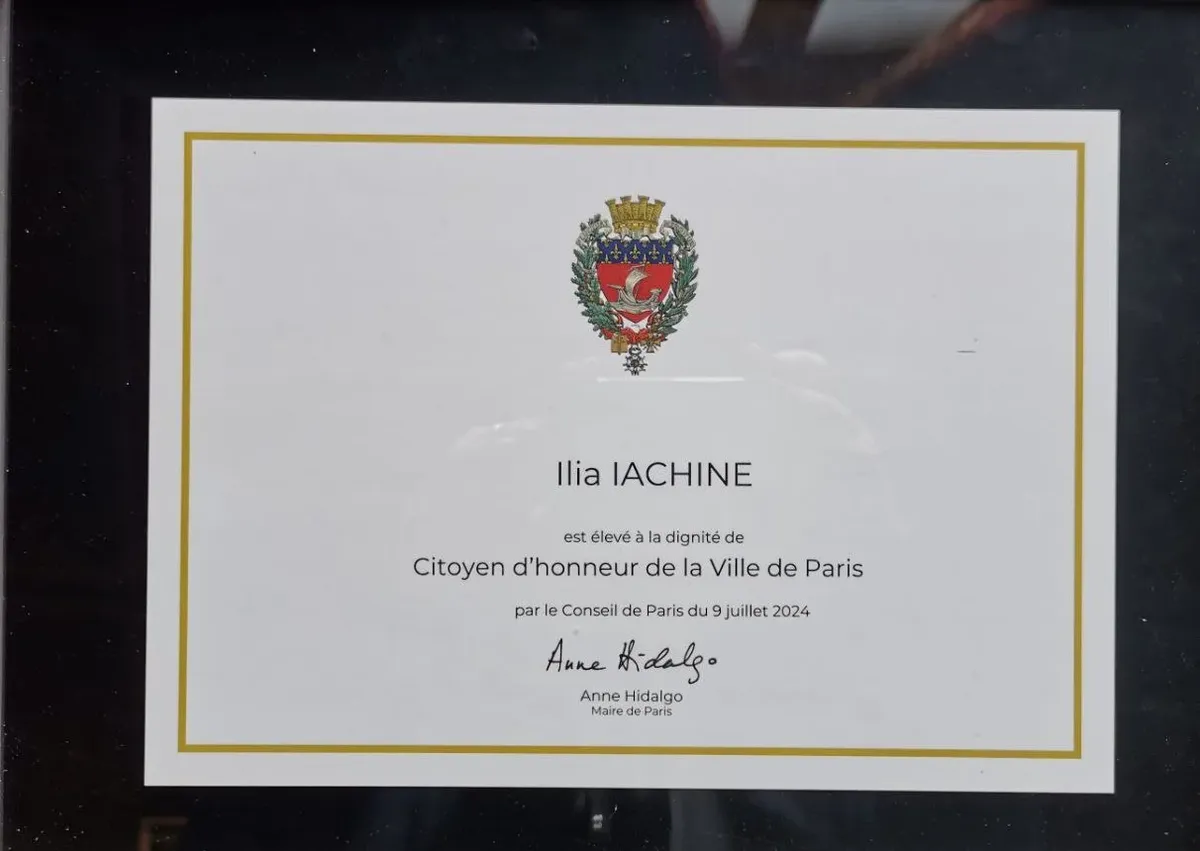 Ilia IACHINE
est élevé à la dignité de
Citoyen d'honneur de la Ville de Paris
par le Conseil de Paris du 9 juillet 2024
Anne Hidalgo
Anne Hidalgo
Maire de Paris